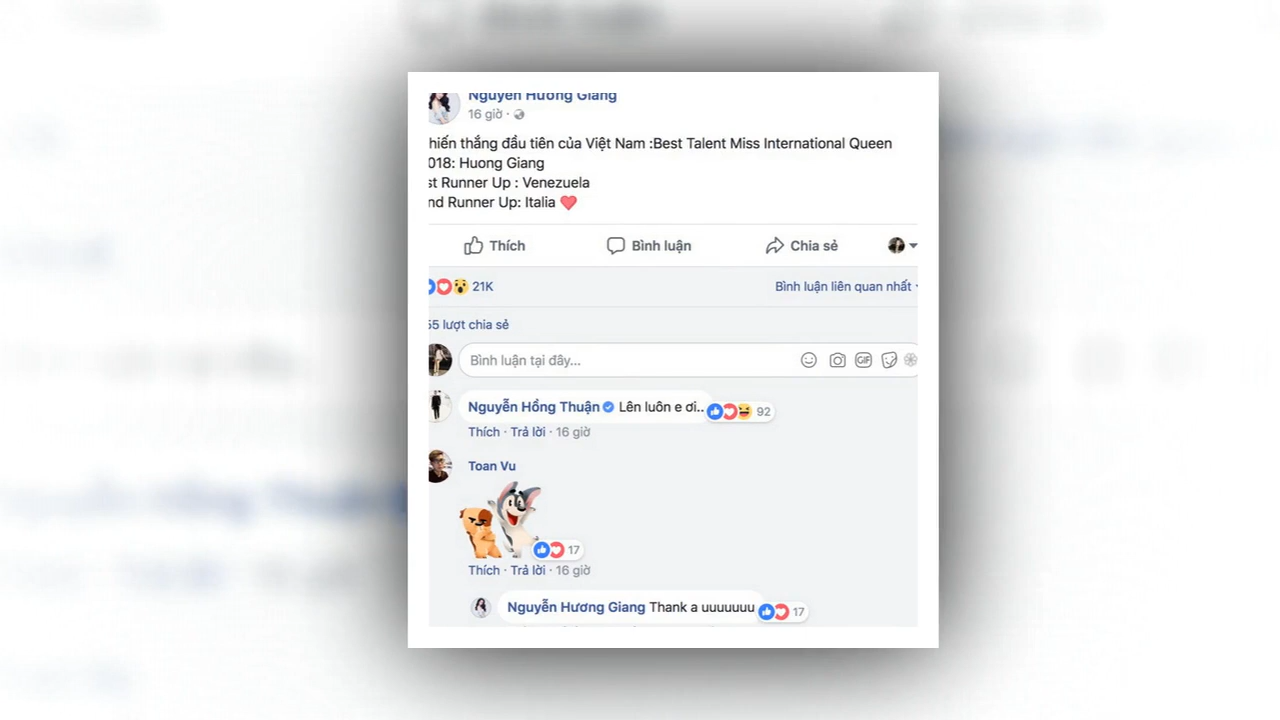 Nguyễn Hương Giang
16 giờ ·
hiến thắng đầu tiên của Việt Nam :Best Talent Miss International Queen
018: Huong Giang
st Runner Up : Venezuela
nd Runner Up: Italia
Thích Bình luận Chia sẻ
21K Bình luận liên quan nhất
55 lượt chia sẻ
Bình luận tại đây... GIF
Nguyễn Hồng Thuận Lên luôn e ơi.. 92
Thích · Trả lời · 16 giờ
Toan Vu
17
Thích · Trả lời · 16 giờ
Nguyễn Hương Giang Thank a uuuuuuu 17